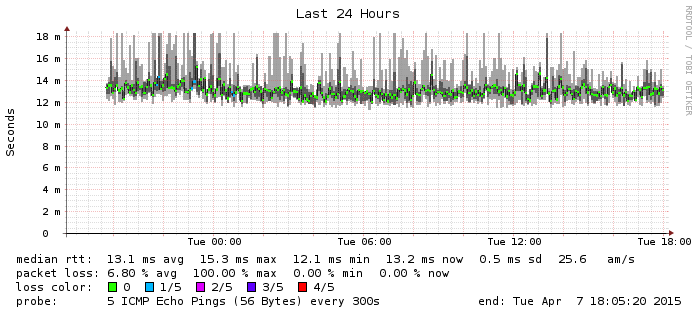 Last 24 Hours
RRDTOOL / TOBI OETIKER
Seconds
18 m
16 m
14 m
12 m
10 m
8 m
6 m
4 m
2 m
0
Tue 00:00 Tue 06:00 Tue 12:00 Tue 18:00
median rtt: 13.1 ms avg 15.3 ms max 12.1 ms min 13.2 ms now 0.5 ms sd 25.6 am/s
packet loss: 6.80 % avg 100.00 % max 0.00 % min 0.00 % now
loss color: 0 1/5 2/5 3/5 4/5
probe: 5 ICMP Echo Pings (56 Bytes) every 300s end: Tue Apr 7 18:05:20 2015